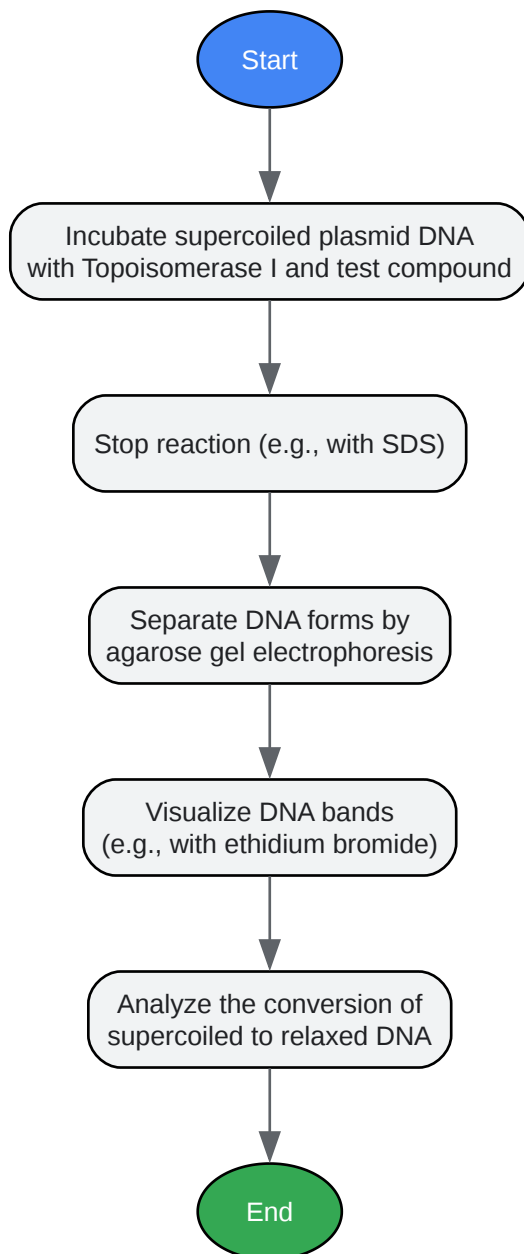 Start
Incubate supercoiled plasmid DNA
with Topoisomerase I and test compound
Stop reaction (e.g., with SDS)
Separate DNA forms by
agarose gel electrophoresis
Visualize DNA bands
(e.g., with ethidium bromide)
Analyze the conversion of
supercoiled to relaxed DNA
End